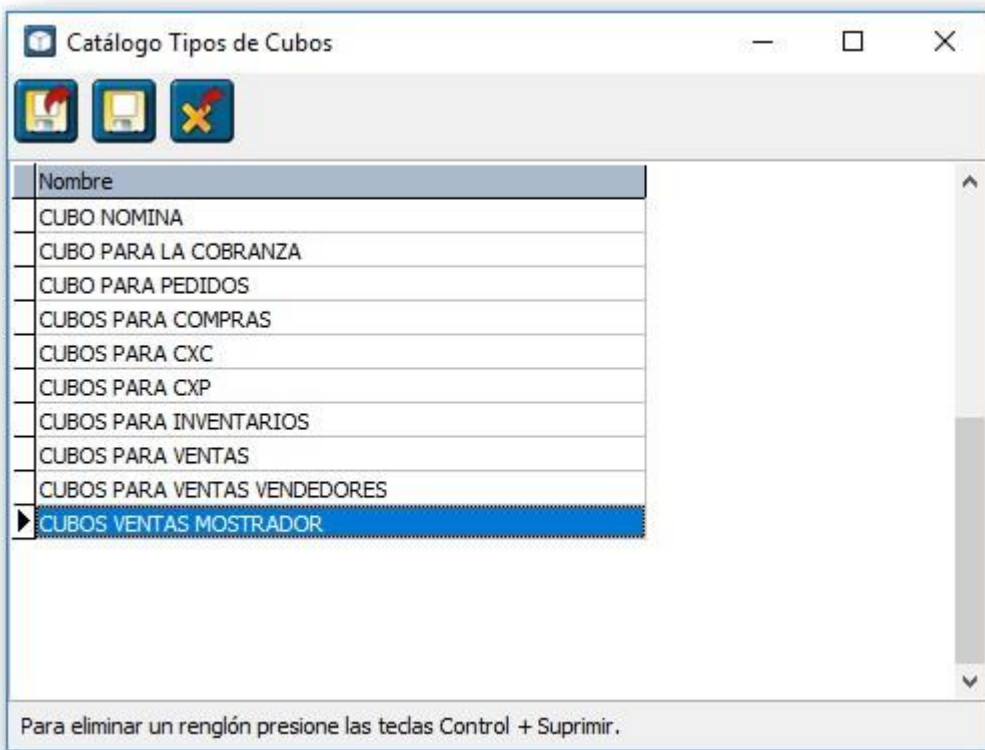 Catálogo Tipos de Cubos
Nombre
CUBO NOMINA
CUBO PARA LA COBRANZA
CUBO PARA PEDIDOS
CUBOS PARA COMPRAS
CUBOS PARA CXC
CUBOS PARA CXP
CUBOS PARA INVENTARIOS
CUBOS PARA VENTAS
CUBOS PARA VENTAS VENDEDORES
CUBOS VENTAS MOSTRADOR
Para eliminar un renglón presione las teclas Control + Suprimir.